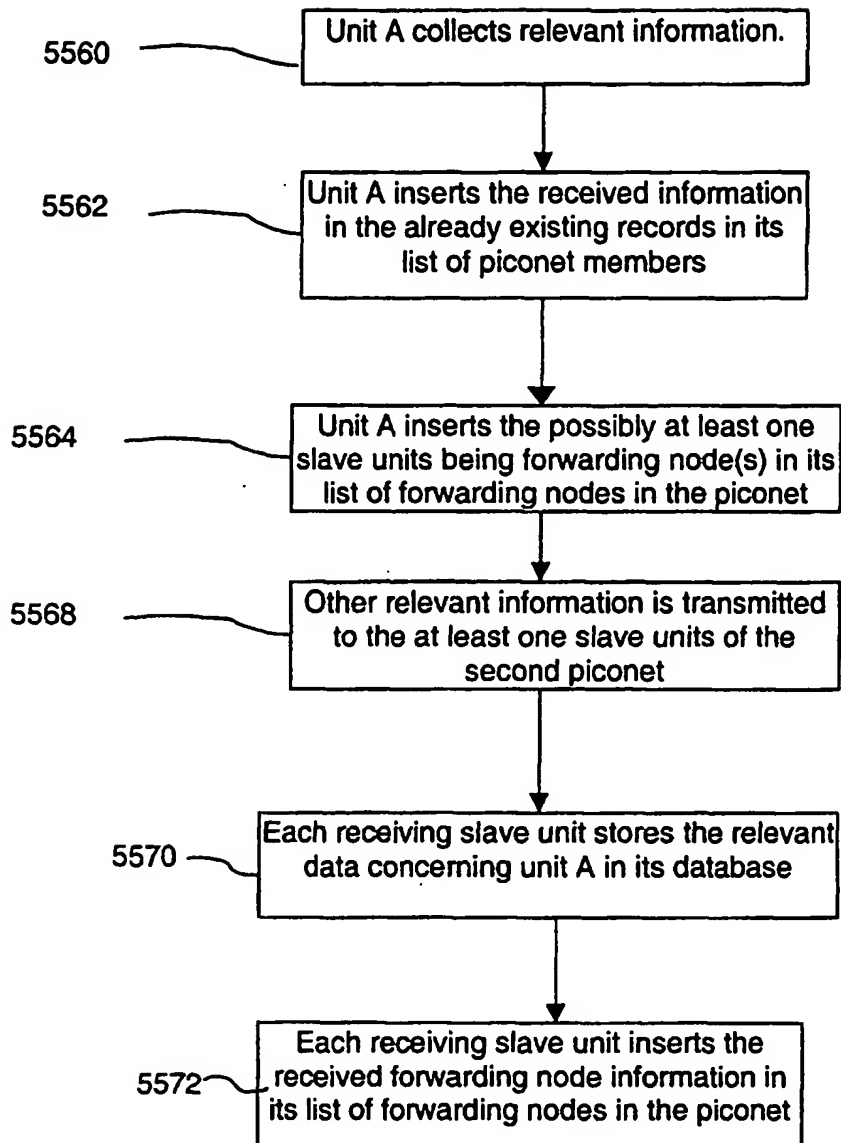 5560
Unit A collects relevant information.
5562
Unit A inserts the received information
in the already existing records in its
list of piconet members
5564
Unit A inserts the possibly at least one
slave units being forwarding node(s) in its
list of forwarding nodes in the piconet
5568
Other relevant information is transmitted
to the at least one slave units of the
second piconet
5570
Each receiving slave unit stores the relevant
data concerning unit A in its database
5572
Each receiving slave unit inserts the
received forwarding node information in
its list of forwarding nodes in the piconet